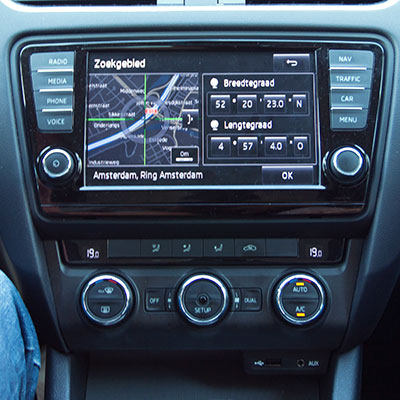 RADIO
MEDIA
PHONE
VOICE
Zoekgebied
Breedtegraad
52 20 23.0 N
Lengtegraad
4 57 4.0 O
0m
Amsterdam, Ring Amsterdam
OK
NAV
TRAFFIC
CAR
MENU
19.0
19.0
OFF
SETUP
DUAL
AUTO
A/C
AUX